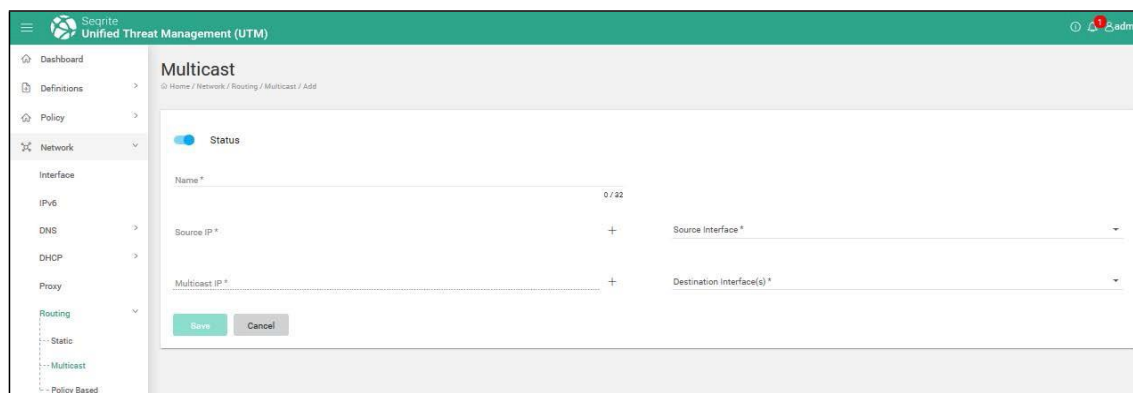 Seqrite
Unified Threat Management (UTM)
1
adm
Dashboard
Definitions
Policy
Network
Interface
IPv6
DNS
DHCP
Proxy
Routing
Static
Multicast
Policy Based
Multicast
Home / Network / Routing / Multicast / Add
Status
Name *
0 / 32
Source IP *
+
Source Interface *
Multicast IP *
+
Destination Interface(s) *
Save
Cancel